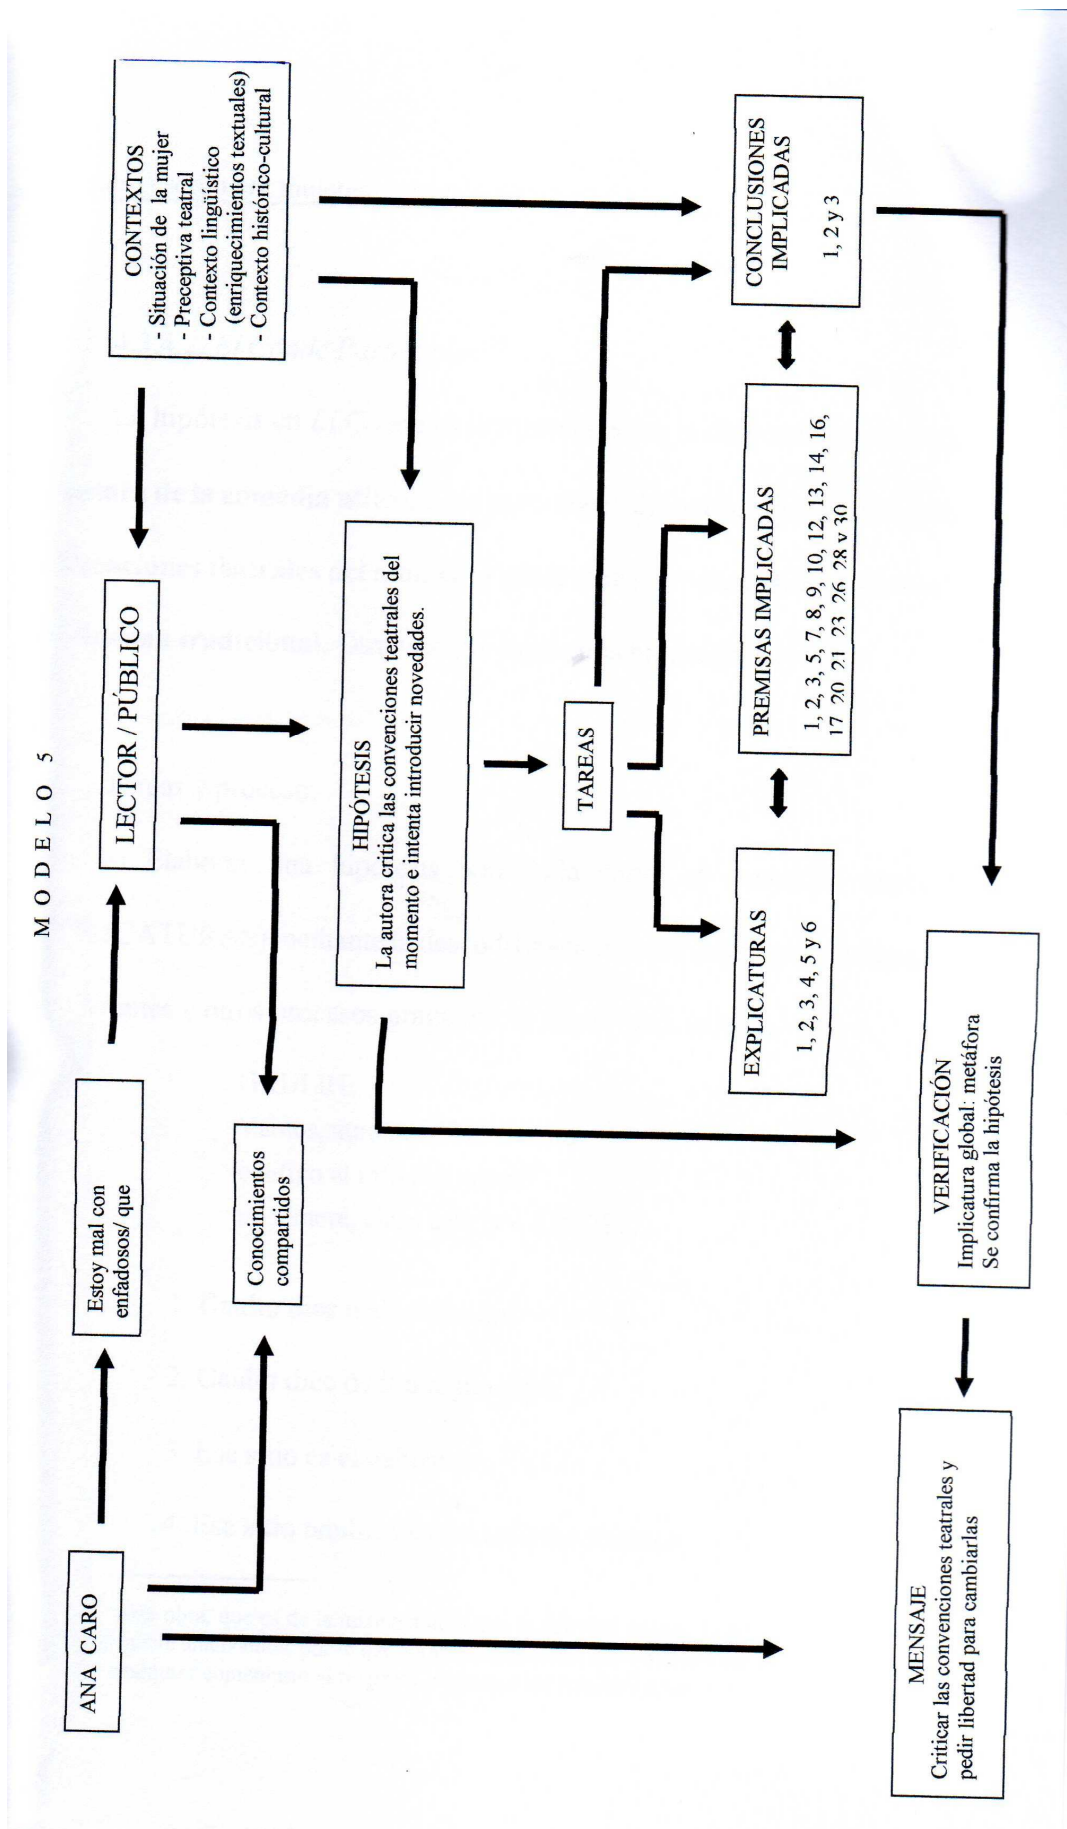 MODELO 5
ANA CARO
Estoy mal con
enfadosos/ que
LECTOR / PÚBLICO
CONTEXTOS
- Situación de la mujer
- Preceptiva teatral
- Contexto lingüístico
(enriquecimientos textuales)
- Contexto histórico-cultural
Conocimientos
compartidos
HIPÓTESIS
La autora critica las convenciones teatrales del
momento e intenta introducir novedades.
TAREAS
EXPLICATURAS
1, 2, 3, 4, 5 y 6
PREMISAS IMPLICADAS
1, 2, 3, 5, 7, 8, 9, 10, 12, 13, 14, 16,
17 20 21 23 26 28 y 30
CONCLUSIONES
IMPLICADAS
1, 2 y 3
MENSAJE
Criticar las convenciones teatrales y
pedir libertad para cambiarlas
VERIFICACIÓN
Implicatura global: metáfora
Se confirma la hipótesis